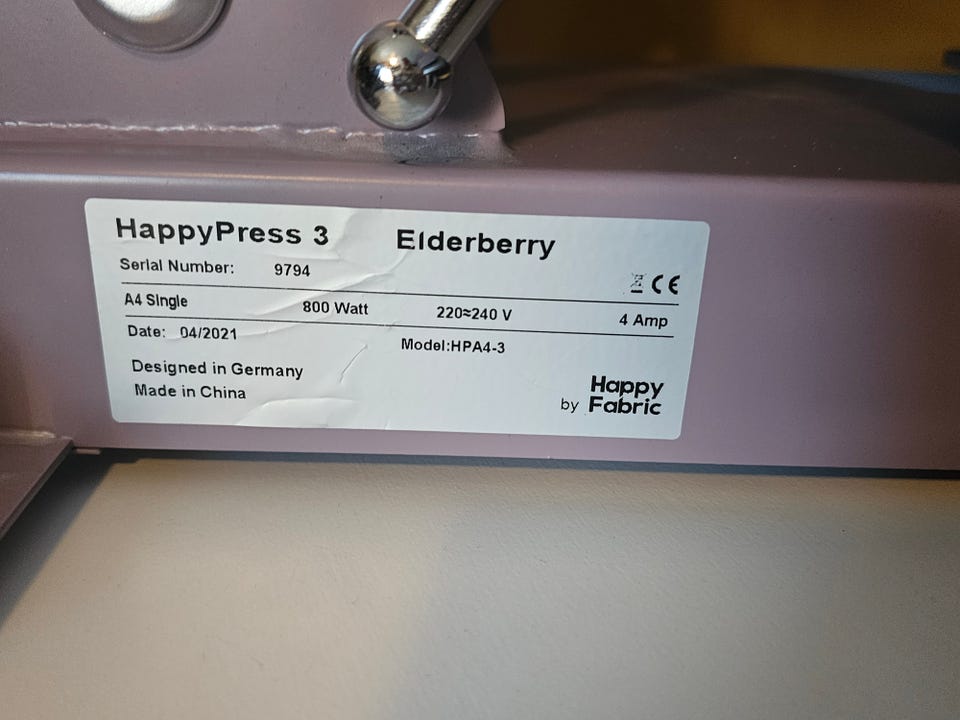 HappyPress 3 Elderberry
Serial Number: 9794
CE
A4 Single 800 Watt 220≈240 V 4 Amp
Date: 04/2021 Model:HPA4-3
Designed in Germany
Made in China
Happy
by Fabric